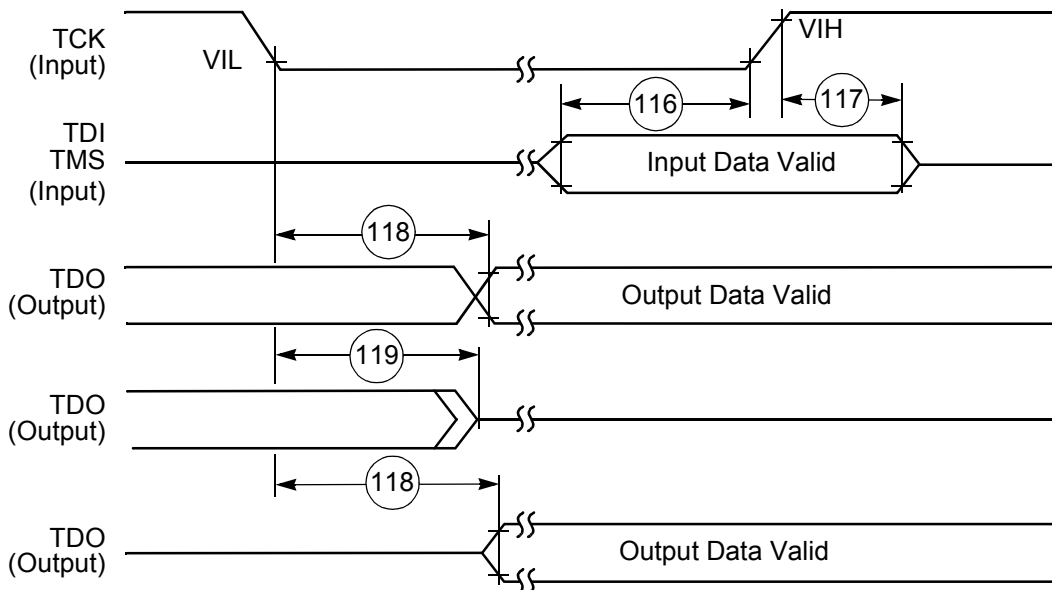 TCK
(Input)
VIL
VIH
116
117
TDI
TMS
(Input)
Input Data Valid
118
TDO
(Output)
Output Data Valid
119
TDO
(Output)
118
TDO
(Output)
Output Data Valid